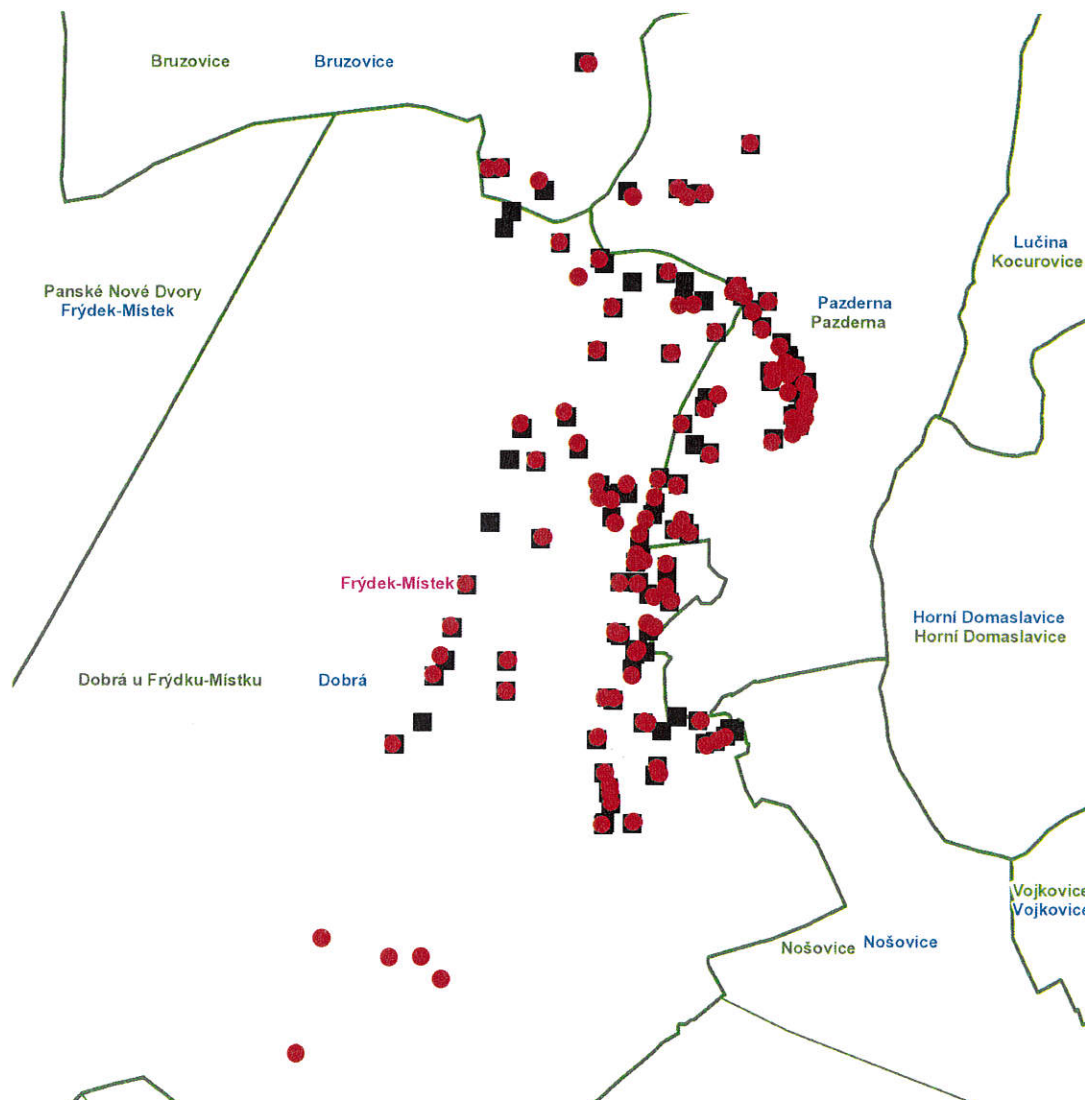 Bruzovice Bruzovice
Lučina
Kocurovice
Panské Nové Dvory
Frýdek-Místek
Pazderna
Pazderna
Frýdek-Místek
Horní Domaslavice
Horní Domaslavice
Dobrá u Frýdku-Místku Dobrá
Vojkovice
Vojkovice
Nošovice Nošovice